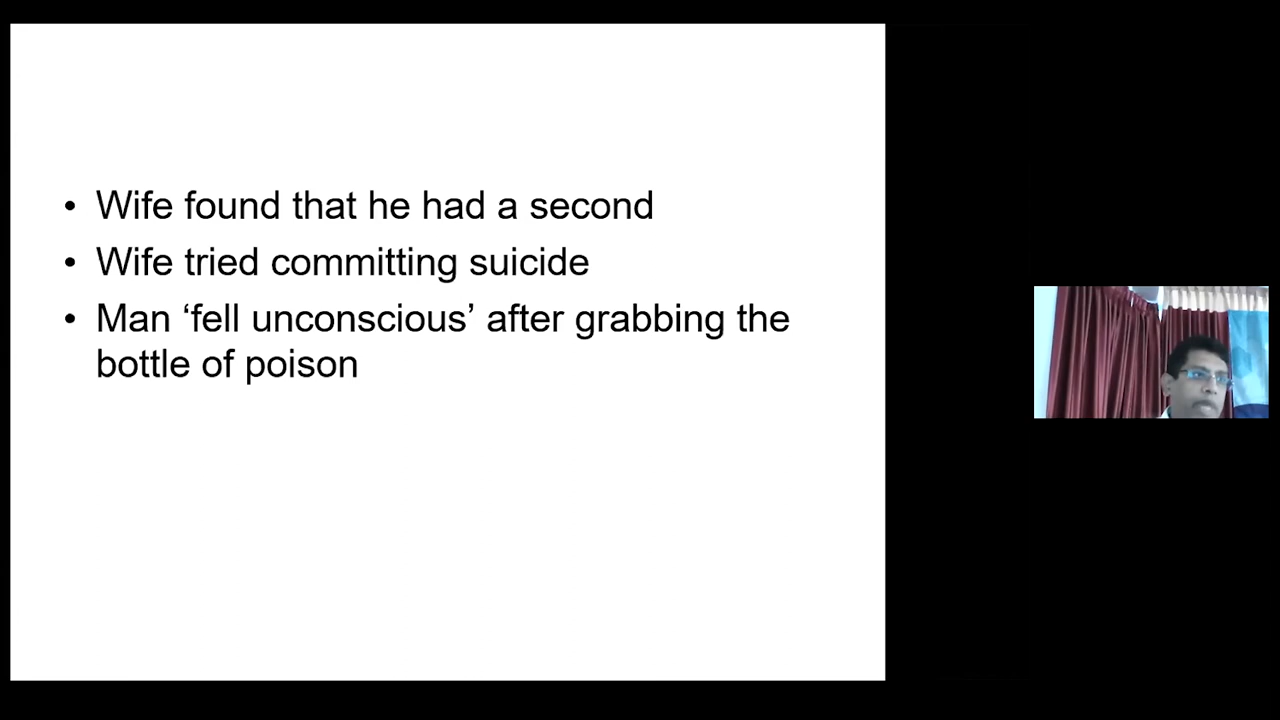 • Wife found that he had a second
• Wife tried committing suicide
• Man ‘fell unconscious’ after grabbing the
bottle of poison